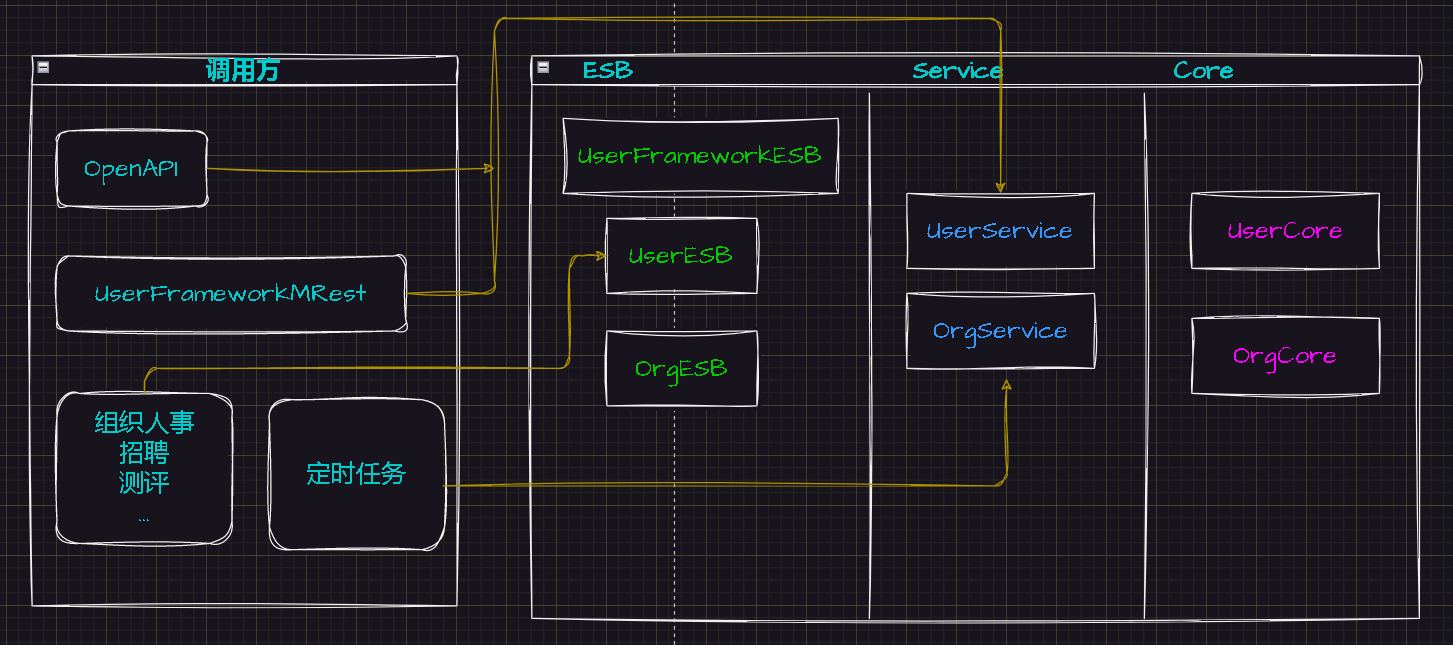 调用方
OpenAPI
UserFrameworkMRest
组织人事
招聘
测评
...
定时任务
ESB
Service
Core
UserFrameworkESB
UserESB
OrgESB
UserService
OrgService
UserCore
OrgCore